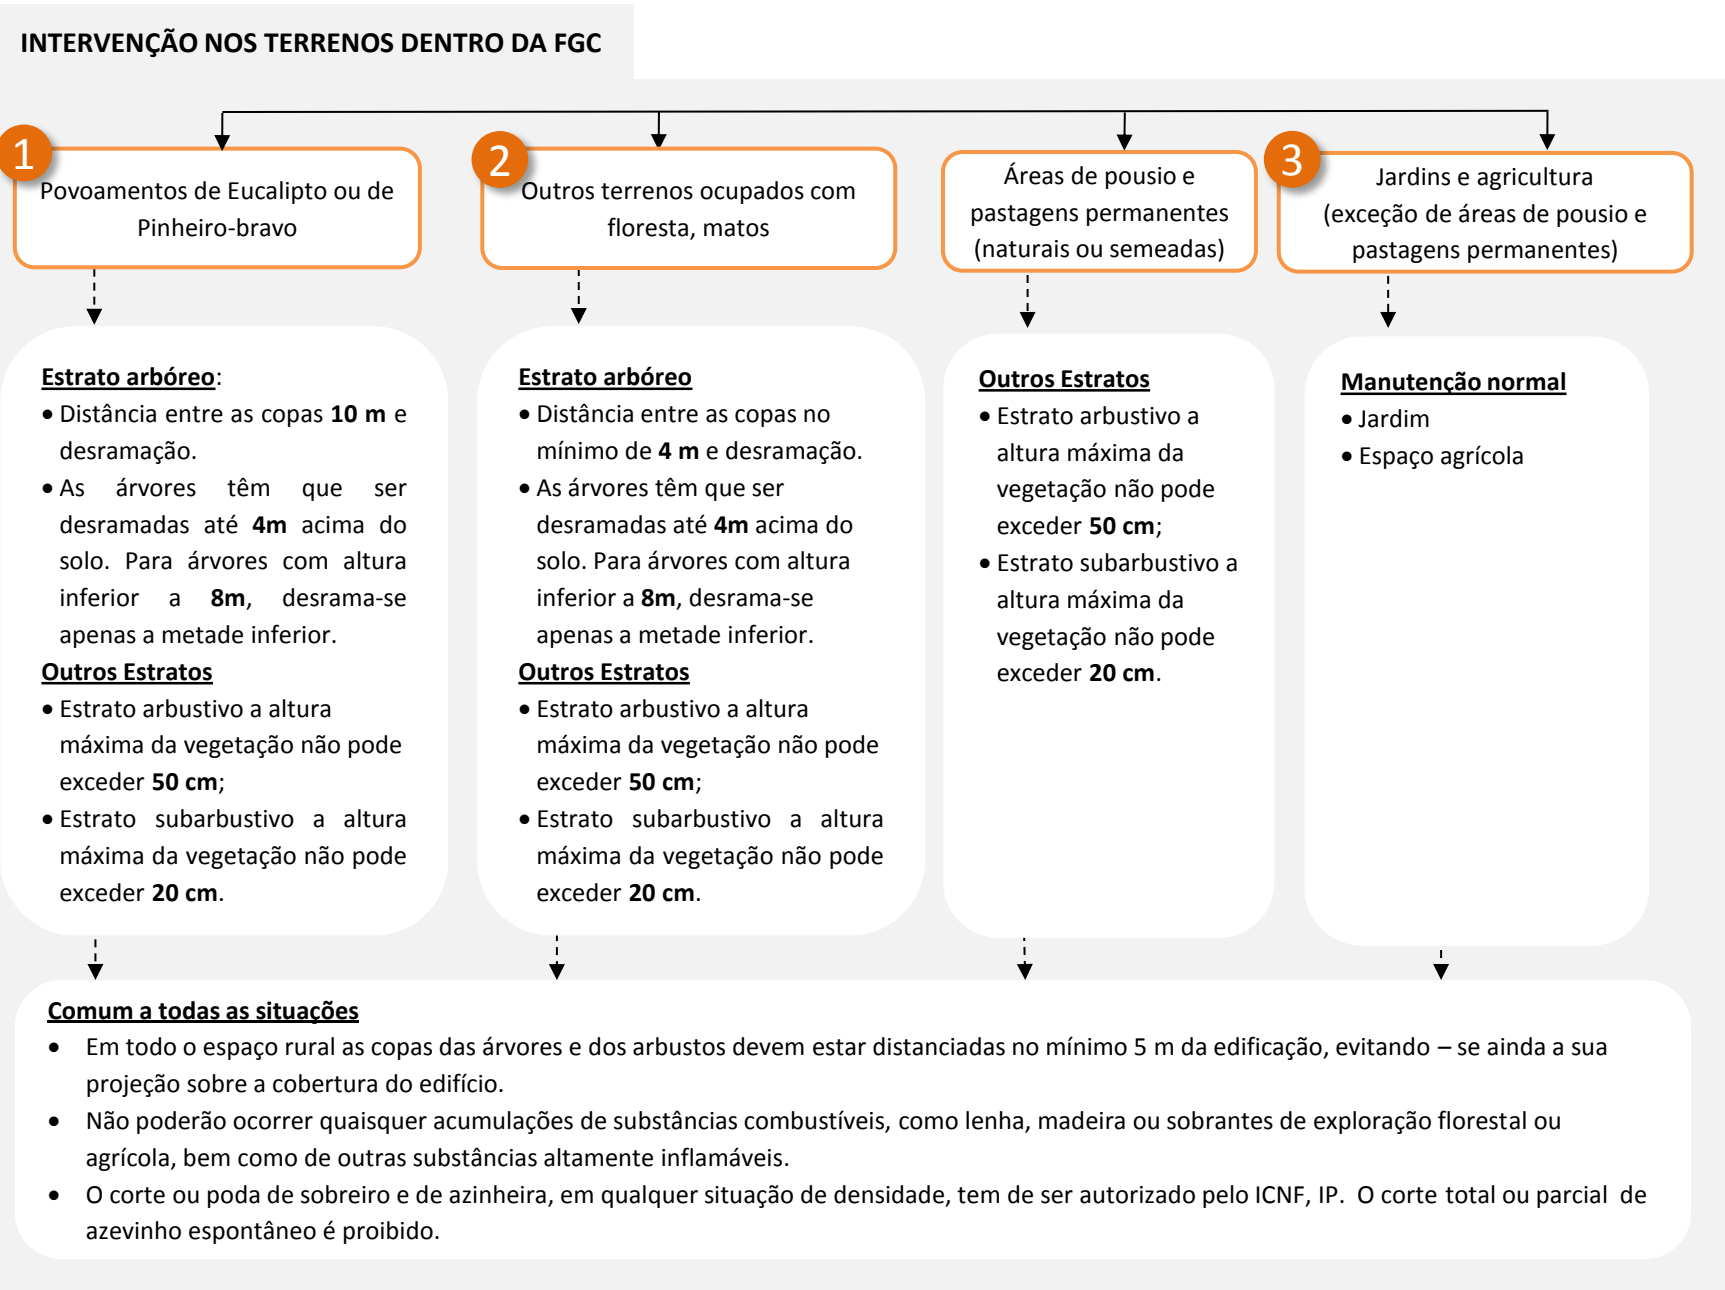 INTERVENÇÃO NOS TERRENOS DENTRO DA FGC
1
Povoamentos de Eucalipto ou de
Pinheiro-bravo
2
Outros terrenos ocupados com
floresta, matos
Áreas de pousio e
pastagens permanentes
(naturais ou semeadas)
3
Jardins e agricultura
(exceção de áreas de pousio e
pastagens permanentes)
Estrato arbóreo:
• Distância entre as copas 10 m e
desramação.
• As árvores têm que ser
desramadas até 4m acima do
solo. Para árvores com altura
inferior a 8m, desrama-se
apenas a metade inferior.
Outros Estratos
• Estrato arbustivo a altura
máxima da vegetação não pode
exceder 50 cm;
• Estrato subarbustivo a altura
máxima da vegetação não pode
exceder 20 cm.
Estrato arbóreo
• Distância entre as copas no
mínimo de 4 m e desramação.
• As árvores têm que ser
desramadas até 4m acima do
solo. Para árvores com altura
inferior a 8m, desrama-se
apenas a metade inferior.
Outros Estratos
• Estrato arbustivo a altura
máxima da vegetação não pode
exceder 50 cm;
• Estrato subarbustivo a altura
máxima da vegetação não pode
exceder 20 cm.
Outros Estratos
• Estrato arbustivo a
altura máxima da
vegetação não pode
exceder 50 cm;
• Estrato subarbustivo a
altura máxima da
vegetação não pode
exceder 20 cm.
Manutenção normal
• Jardim
• Espaço agrícola
Comum a todas as situações
• Em todo o espaço rural as copas das árvores e dos arbustos devem estar distanciadas no mínimo 5 m da edificação, evitando – se ainda a sua
projeção sobre a cobertura do edifício.
• Não poderão ocorrer quaisquer acumulações de substâncias combustíveis, como lenha, madeira ou sobrantes de exploração florestal ou
agrícola, bem como de outras substâncias altamente inflamáveis.
• O corte ou poda de sobreiro e de azinheira, em qualquer situação de densidade, tem de ser autorizado pelo ICNF, IP. O corte total ou parcial de
azevinho espontâneo é proibido.